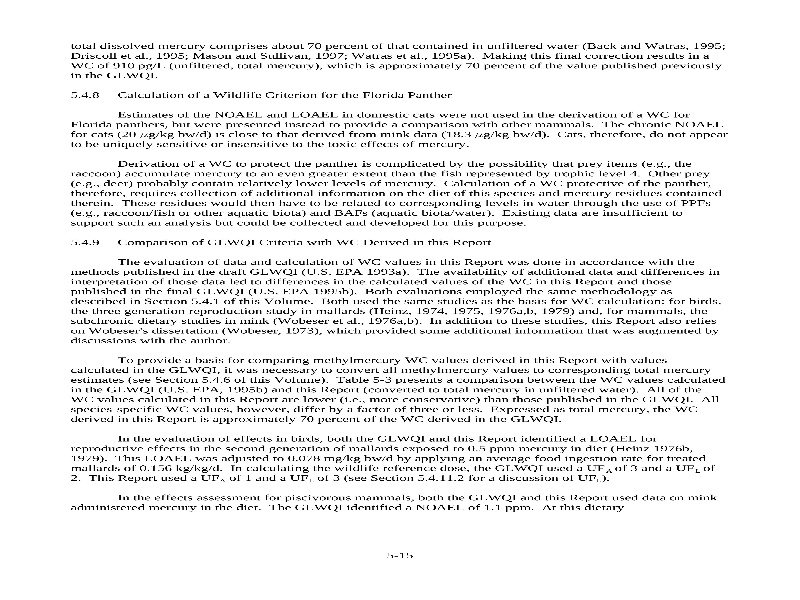 total dissolved mercury comprises about 70 percent of that contained in unfiltered water (Back and Watras, 1995;
Driscoll et al., 1995; Mason and Sullivan, 1997; Watras et al., 1995a).  Making this final correction results in a
WC of 910 pg/L (unfiltered, total mercury), which is approximately 70 percent of the value published previously
in the GLWQI.
5.4.8 Calculation of a Wildlife Criterion for the Florida Panther
Estimates of the NOAEL and LOAEL in domestic cats were not used in the derivation of a WC for
Florida panthers, but were presented instead to provide a comparison with other mammals.  The chronic NOAEL
for cats (20 μg/kg bw/d) is close to that derived from mink data (18.3 μg/kg bw/d).  Cats, therefore, do not appear
to be uniquely sensitive or insensitive to the toxic effects of mercury.
Derivation of a WC to protect the panther is complicated by the possibility that prey items (e.g., the
raccoon) accumulate mercury to an even greater extent than the fish represented by trophic level 4.  Other prey
(e.g., deer) probably contain relatively lower levels of mercury.  Calculation of a WC protective of the panther,
therefore, requires collection of additional information on the diet of this species and mercury residues contained
therein.  These residues would then have to be related to corresponding levels in water through the use of PPFs
(e.g., raccoon/fish or other aquatic biota) and BAFs (aquatic biota/water).  Existing data are insufficient to
support such an analysis but could be collected and developed for this purpose.
5.4.9 Comparison of GLWQI Criteria with WC Derived in this Report
The evaluation of data and calculation of WC values in this Report was done in accordance with the
methods published in the draft GLWQI (U.S. EPA 1993a).  The availability of additional data and differences in
interpretation of those data led to differences in the calculated values of the WC in this Report and those
published in the final GLWQI (U.S. EPA 1995b).  Both evaluations employed the same methodology as
described in Section 5.4.1 of this Volume.  Both used the same studies as the basis for WC calculation: for birds,
the three generation reproduction study in mallards (Heinz, 1974, 1975, 1976a,b, 1979) and, for mammals, the
subchronic dietary studies in mink (Wobeser et al., 1976a,b).  In addition to these studies, this Report also relies
on Wobeser's dissertation (Wobeser, 1973), which provided some additional information that was augmented by
discussions with the author.
To provide a basis for comparing methylmercury WC values derived in this Report with values
calculated in the GLWQI, it was necessary to convert all methylmercury values to corresponding total mercury
estimates (see Section 5.4.6 of this Volume).  Table 5-3 presents a comparison between the WC values calculated
in the GLWQI (U.S. EPA, 1995b) and this Report (converted to total mercury in unfiltered water).  All of the
WC values calculated in this Report are lower (i.e., more conservative) than those published in the GLWQI.  All
species-specific WC values, however, differ by a factor of three or less.  Expressed as total mercury, the WC
derived in this Report is approximately 70 percent of the WC derived in the GLWQI.
In the evaluation of effects in birds, both the GLWQI and this Report identified a LOAEL for
reproductive effects in the second generation of mallards exposed to 0.5 ppm mercury in diet (Heinz 1976b,
1979).  This LOAEL was adjusted to 0.078 mg/kg bw/d by applying an average food ingestion rate for treated
mallards of 0.156 kg/kg/d.  In calculating the wildlife reference dose, the GLWQI used a UFA of 3 and a UFL of
2.  This Report used a UFA of 1 and a UFL of 3 (see Section 5.4.11.2 for a discussion of UFL).
In the effects assessment for piscivorous mammals, both the GLWQI and this Report used data on mink
administered mercury in the diet.  The GLWQI identified a NOAEL of 1.1 ppm.  At this dietary
5-15